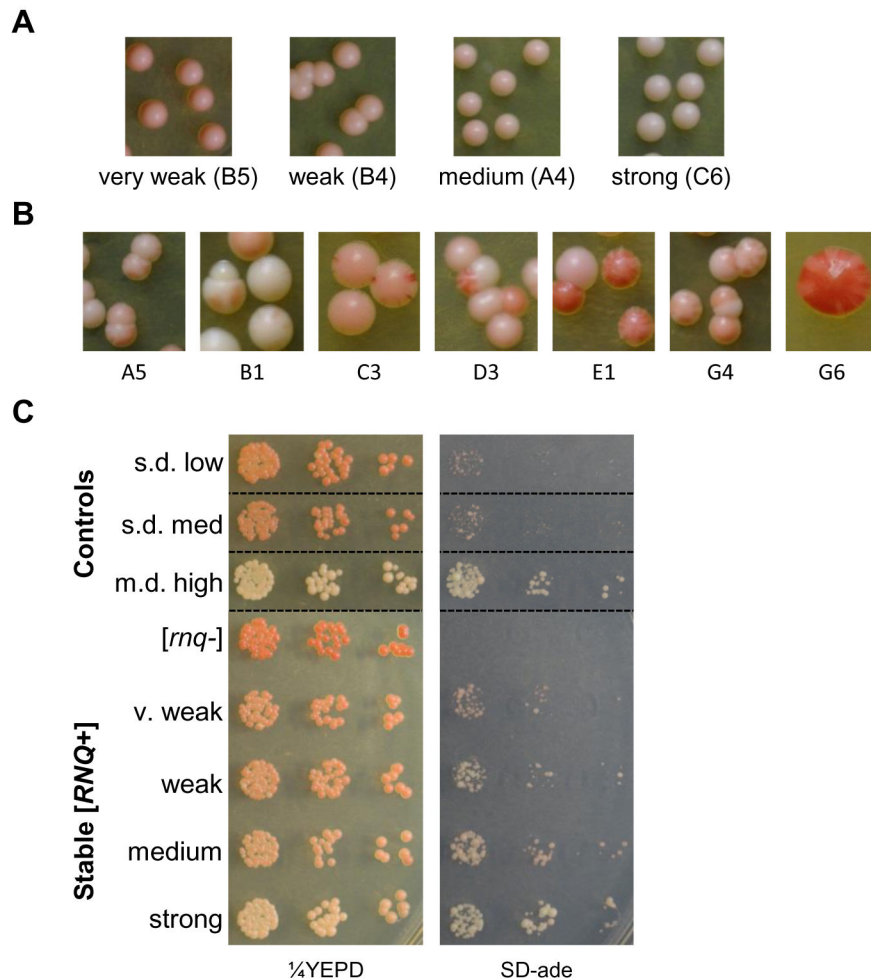 A
very weak (B5)
weak (B4)
medium (A4)
strong (C6)
B
A5
B1
C3
D3
E1
G4
G6
C
Controls
s.d. low
s.d. med
m.d. high
Stable [RNQ+]
[rnq-]
v. weak
weak
medium
strong
¼YEPD
SD-ade